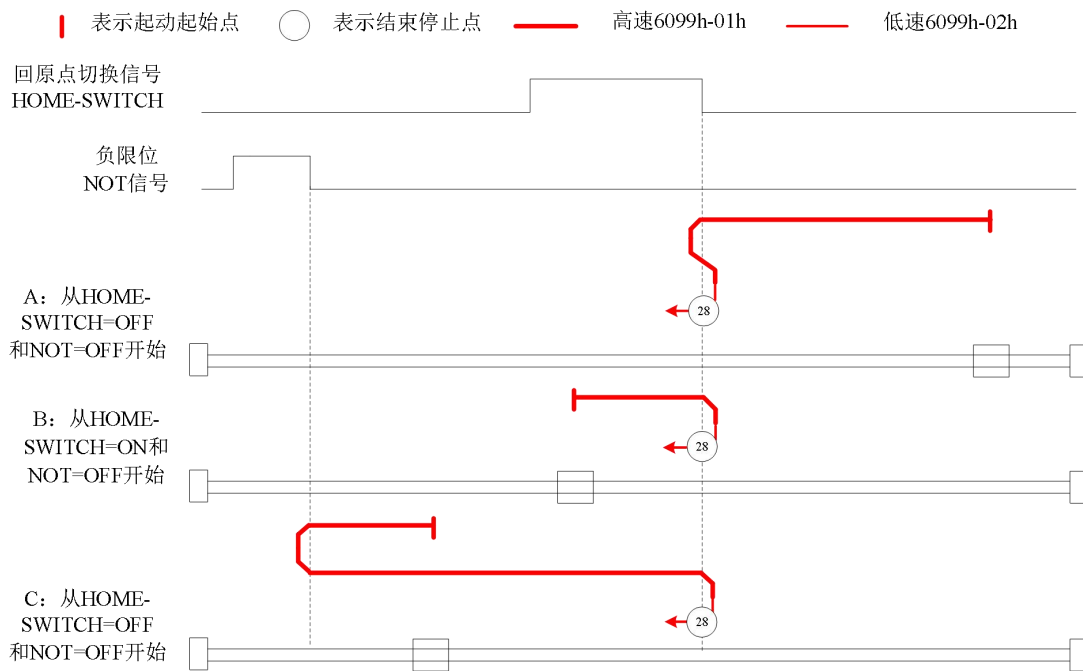 表示起动起始点 表示结束停止点 高速6099h-01h 低速6099h-02h
回原点切换信号
HOME-SWITCH
负限位
NOT信号
28
A：从HOME-
SWITCH=OFF
和NOT=OFF开始
B：从HOME-
SWITCH=ON和
NOT=OFF开始
28
C：从HOME-
SWITCH=OFF
和NOT=OFF开始
28